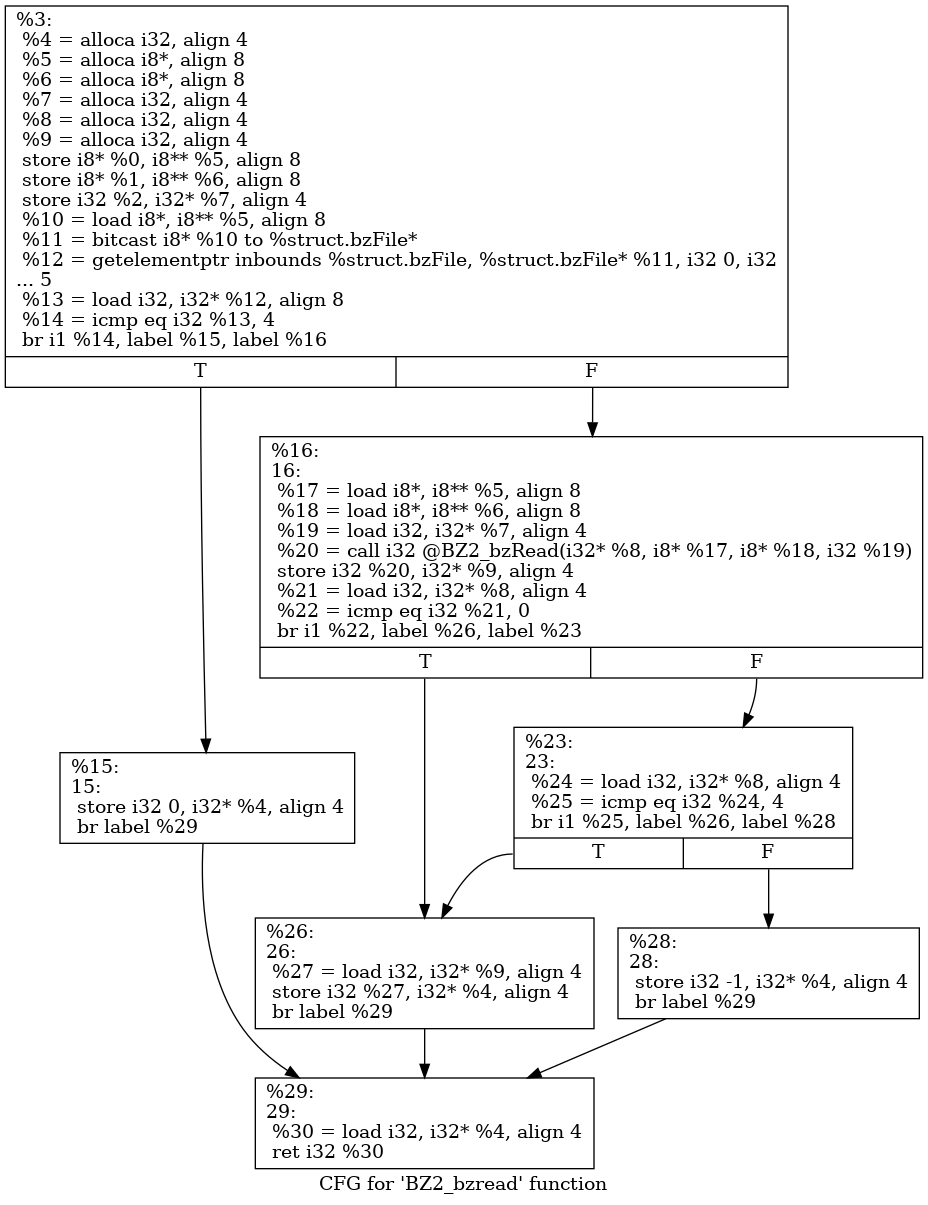 %3:
%4 = alloca i32, align 4
%5 = alloca i8*, align 8
%6 = alloca i8*, align 8
%7 = alloca i32, align 4
%8 = alloca i32, align 4
%9 = alloca i32, align 4
store i8* %0, i8** %5, align 8
store i8* %1, i8** %6, align 8
store i32 %2, i32* %7, align 4
%10 = load i8*, i8** %5, align 8
%11 = bitcast i8* %10 to %struct.bzFile*
%12 = getelementptr inbounds %struct.bzFile, %struct.bzFile* %11, i32 0, i32
... 5
%13 = load i32, i32* %12, align 8
%14 = icmp eq i32 %13, 4
br i1 %14, label %15, label %16
T F
%16:
16:
%17 = load i8*, i8** %5, align 8
%18 = load i8*, i8** %6, align 8
%19 = load i32, i32* %7, align 4
%20 = call i32 @BZ2_bzRead(i32* %8, i8* %17, i8* %18, i32 %19)
store i32 %20, i32* %9, align 4
%21 = load i32, i32* %8, align 4
%22 = icmp eq i32 %21, 0
br i1 %22, label %26, label %23
T F
%23:
23:
%24 = load i32, i32* %8, align 4
%25 = icmp eq i32 %24, 4
br i1 %25, label %26, label %28
T F
%15:
15:
store i32 0, i32* %4, align 4
br label %29
%26:
26:
%27 = load i32, i32* %9, align 4
store i32 %27, i32* %4, align 4
br label %29
%28:
28:
store i32 -1, i32* %4, align 4
br label %29
%29:
29:
%30 = load i32, i32* %4, align 4
ret i32 %30
CFG for 'BZ2_bzread' function